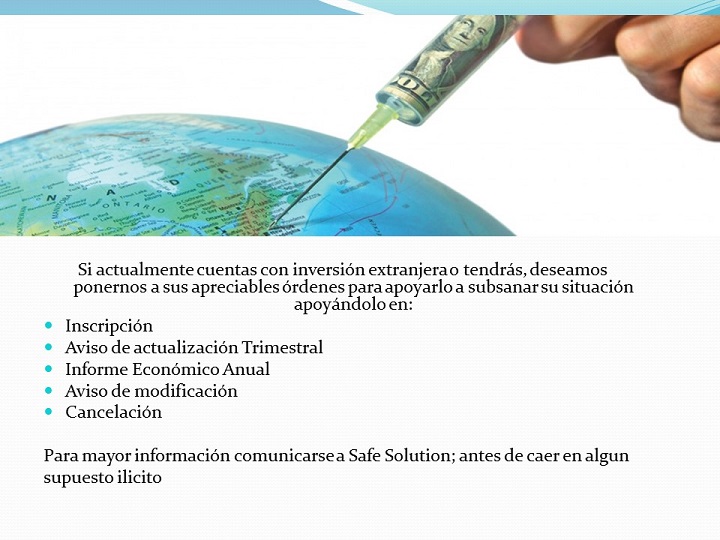 N A D A
ONTARIO
Si actualmente cuentas con inversión extranjera o tendrás, deseamos
ponernos a sus apreciables órdenes para apoyarlo a subsanar su situación
apoyándolo en:
Inscripción
Aviso de actualización Trimestral
Informe Económico Anual
Aviso de modificación
Cancelación
Para mayor información comunicarse a Safe Solution; antes de caer en algun
supuesto ilicito